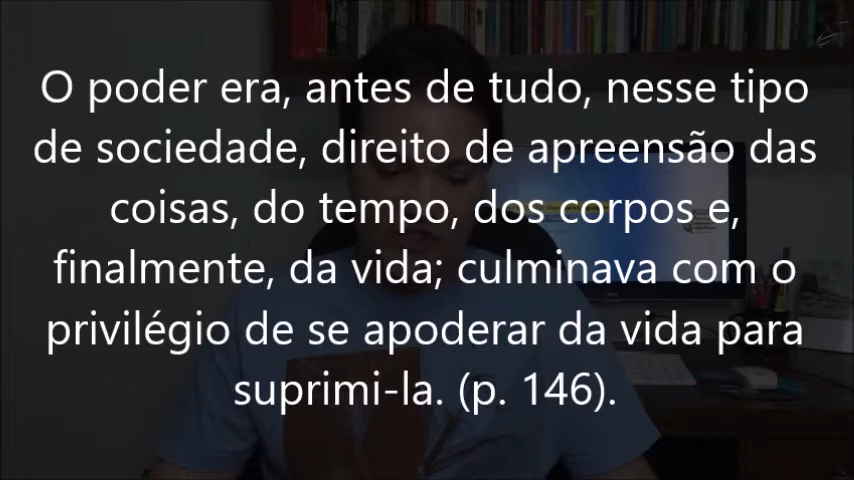 O poder era, antes de tudo, nesse tipo
de sociedade, direito de apreensão das
coisas, do tempo, dos corpos e,
finalmente, da vida; culminava com o
privilégio de se apoderar da vida para
suprimi-la. (p. 146).